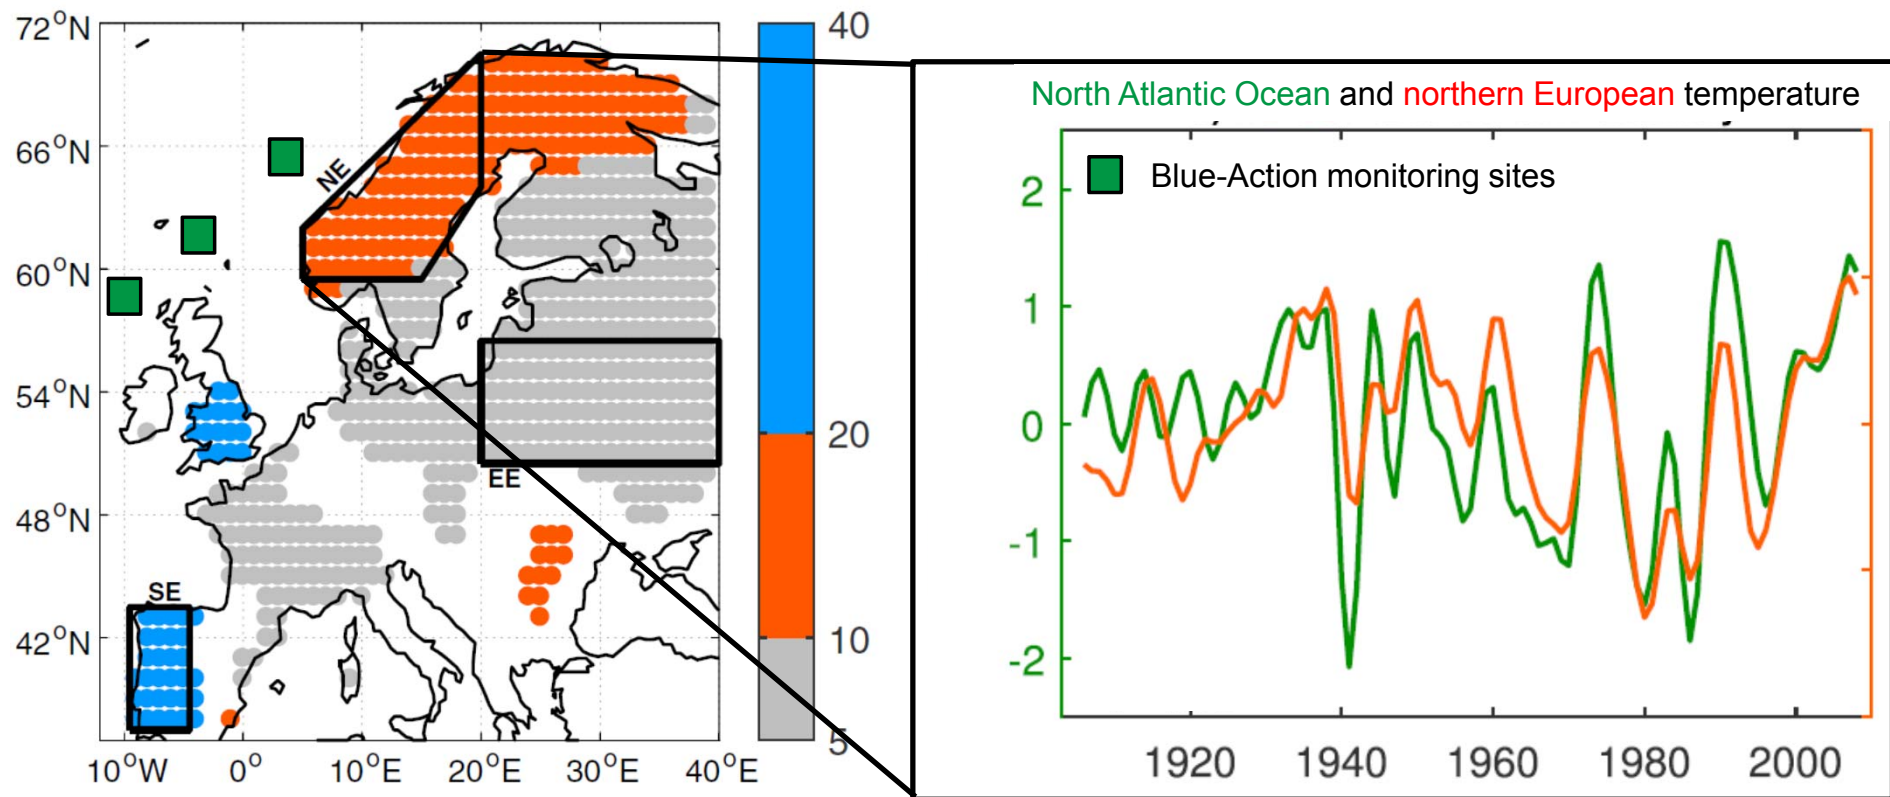 72°N
66°N
60°N
54°N
48°N
42°N
10°W 0° 10°E 20°E 30°E 40°E
NE
EE
SE
40
20
10
5
North Atlantic Ocean and northern European temperature
Blue-Action monitoring sites
2
1
0
-1
-2
1920 1940 1960 1980 2000